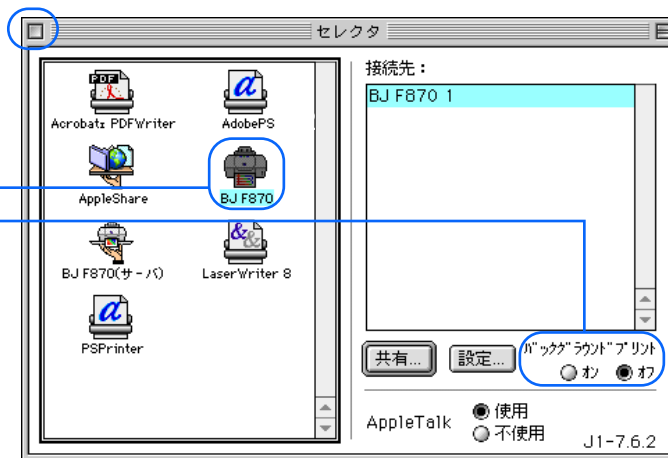 セレクタ
Acrobat™ PDFWriter
AdobePS
AppleShare
BJ F870
BJ F870(サーバ)
LaserWriter 8
PSPrinter
接続先：
BJ F870 1
共有...
設定...
バックグラウンドプリント
オン
オフ
AppleTalk
使用
不使用
J1-7.6.2